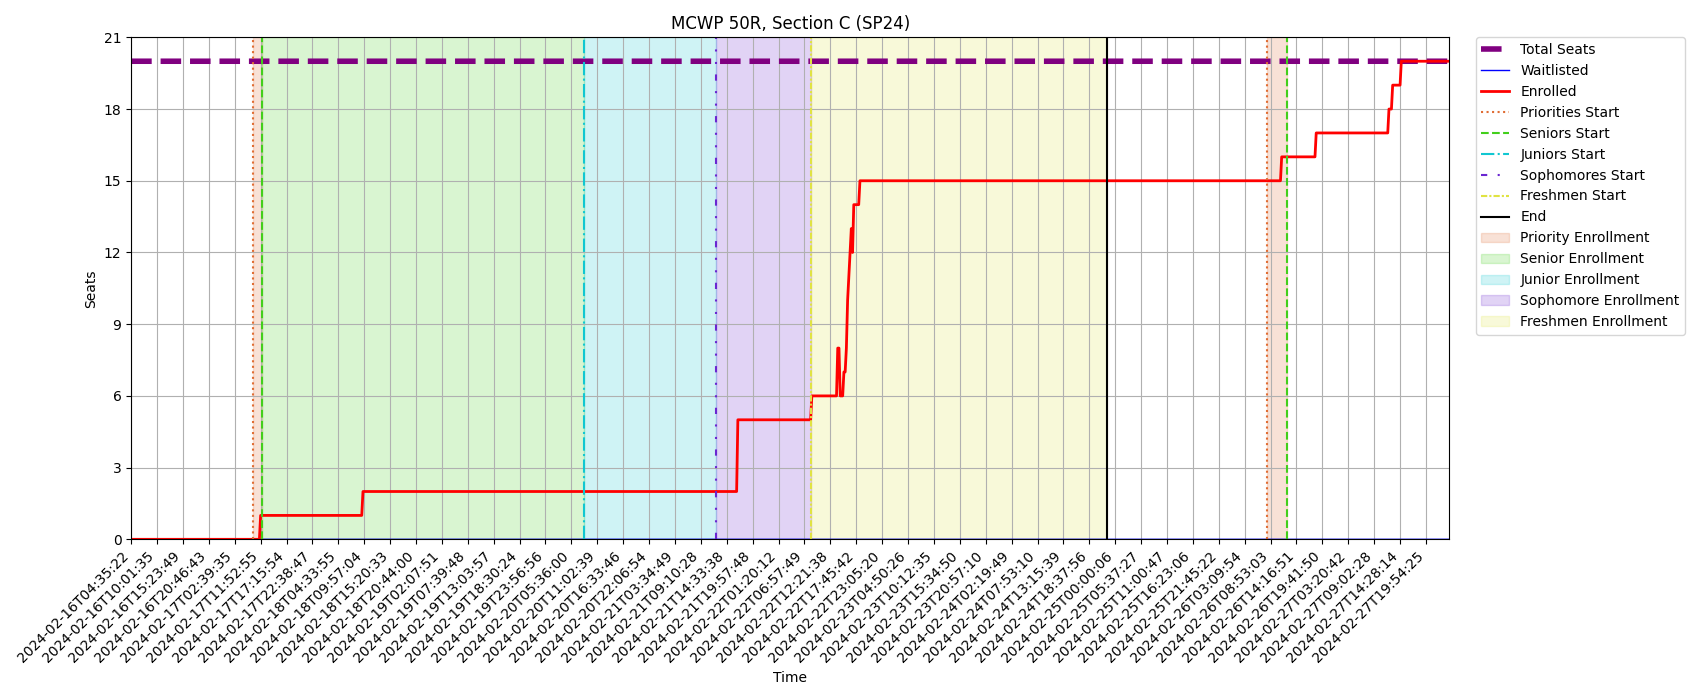 MCWP 50R, Section C (SP24)
Seats
21
18
15
12
9
6
3
0
2024-02-16T04:35:22
2024-02-16T10:01:35
2024-02-16T15:23:49
2024-02-16T20:46:43
2024-02-17T02:39:35
2024-02-17T11:52:55
2024-02-17T17:15:54
2024-02-17T22:38:47
2024-02-18T04:33:55
2024-02-18T09:57:04
2024-02-18T15:20:33
2024-02-18T20:44:00
2024-02-19T02:07:51
2024-02-19T07:39:48
2024-02-19T13:03:57
2024-02-19T18:30:24
2024-02-19T23:56:56
2024-02-20T05:36:00
2024-02-20T11:02:39
2024-02-20T16:33:46
2024-02-20T22:06:54
2024-02-21T03:34:49
2024-02-21T09:10:28
2024-02-21T14:33:38
2024-02-21T19:57:48
2024-02-22T01:20:12
2024-02-22T06:57:49
2024-02-22T12:21:38
2024-02-22T17:45:42
2024-02-22T23:05:20
2024-02-23T04:50:26
2024-02-23T10:12:35
2024-02-23T15:34:50
2024-02-23T20:57:10
2024-02-24T02:19:49
2024-02-24T07:53:10
2024-02-24T13:15:39
2024-02-24T18:37:56
2024-02-25T00:00:06
2024-02-25T05:37:27
2024-02-25T11:00:47
2024-02-25T16:23:06
2024-02-25T21:45:22
2024-02-26T03:09:54
2024-02-26T08:53:03
2024-02-26T14:16:51
2024-02-26T19:41:50
2024-02-27T03:20:42
2024-02-27T09:02:28
2024-02-27T14:28:14
2024-02-27T19:54:25
Time
Total Seats
Waitlisted
Enrolled
Priorities Start
Seniors Start
Juniors Start
Sophomores Start
Freshmen Start
End
Priority Enrollment
Senior Enrollment
Junior Enrollment
Sophomore Enrollment
Freshmen Enrollment